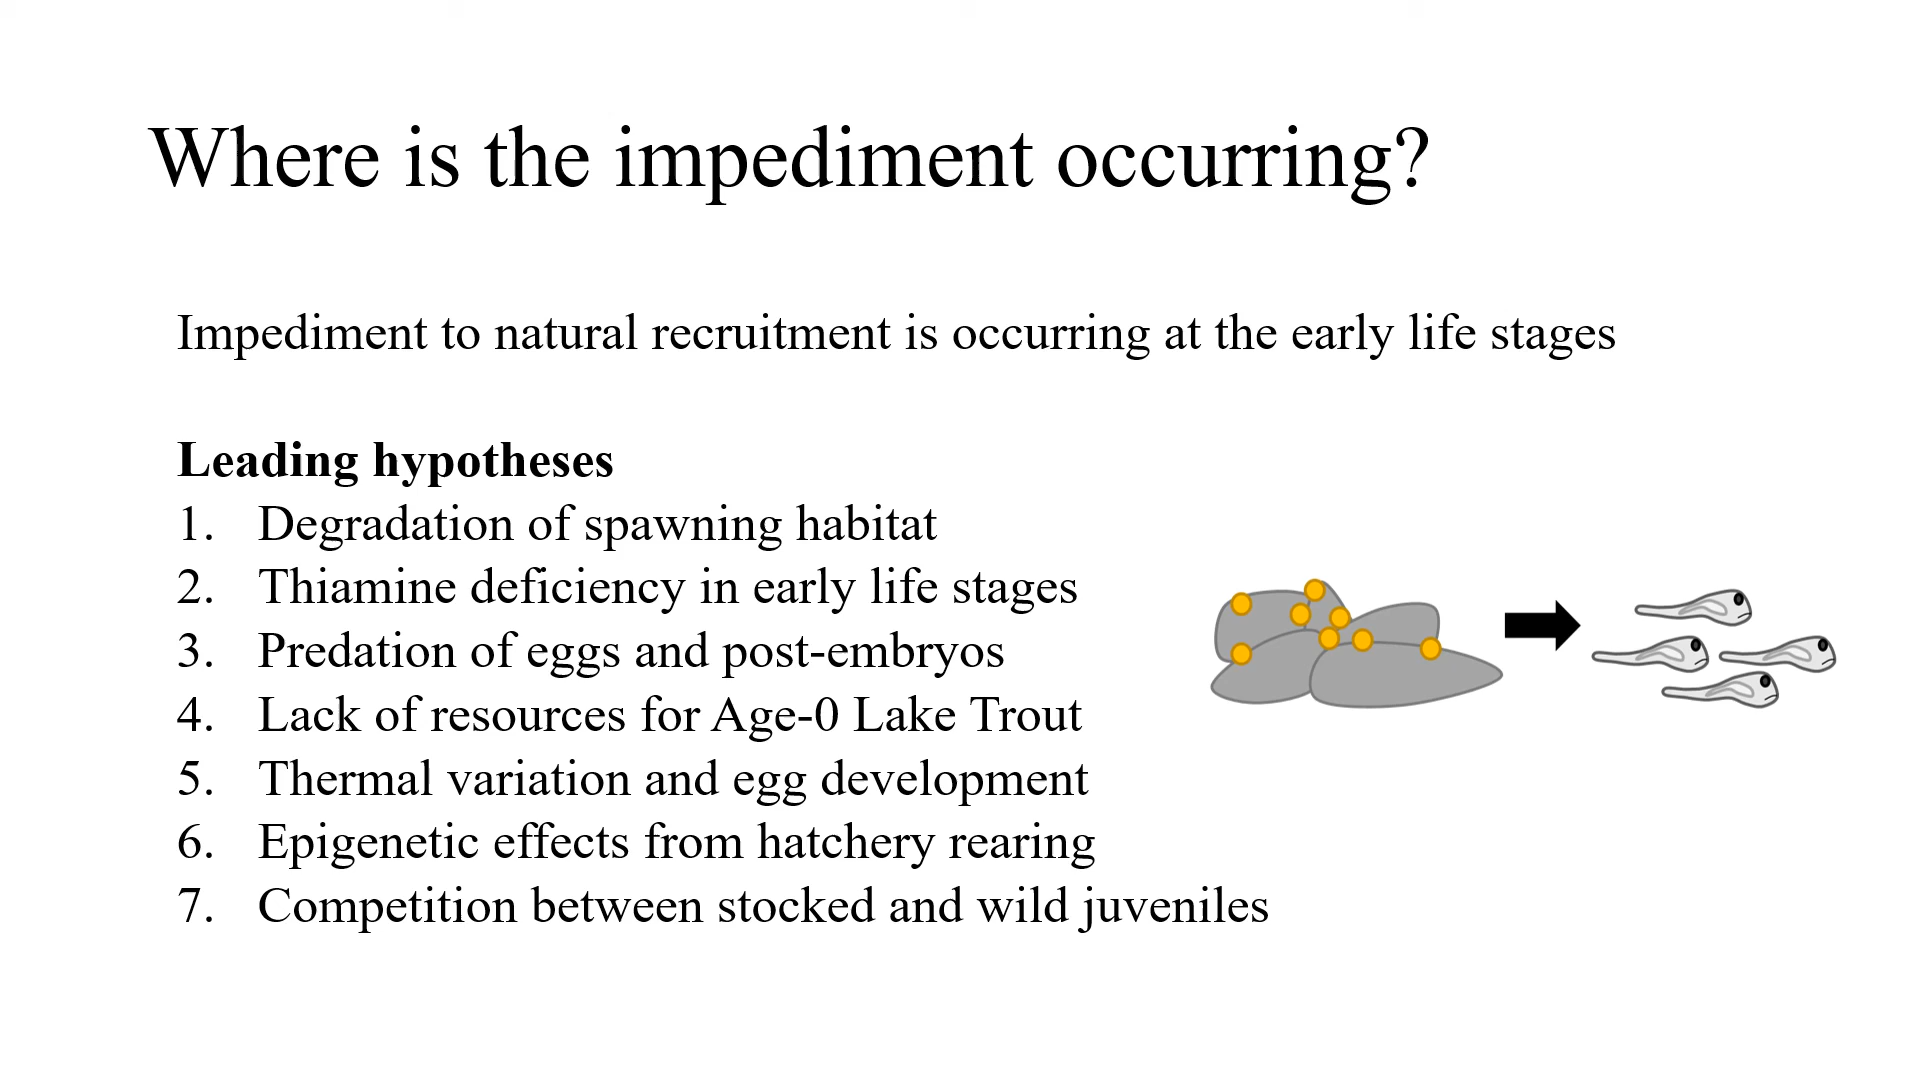 Where is the impediment occurring?
Impediment to natural recruitment is occurring at the early life stages
Leading hypotheses
1. Degradation of spawning habitat
2. Thiamine deficiency in early life stages
3. Predation of eggs and post-embryos
4. Lack of resources for Age-0 Lake Trout
5. Thermal variation and egg development
6. Epigenetic effects from hatchery rearing
7. Competition between stocked and wild juveniles